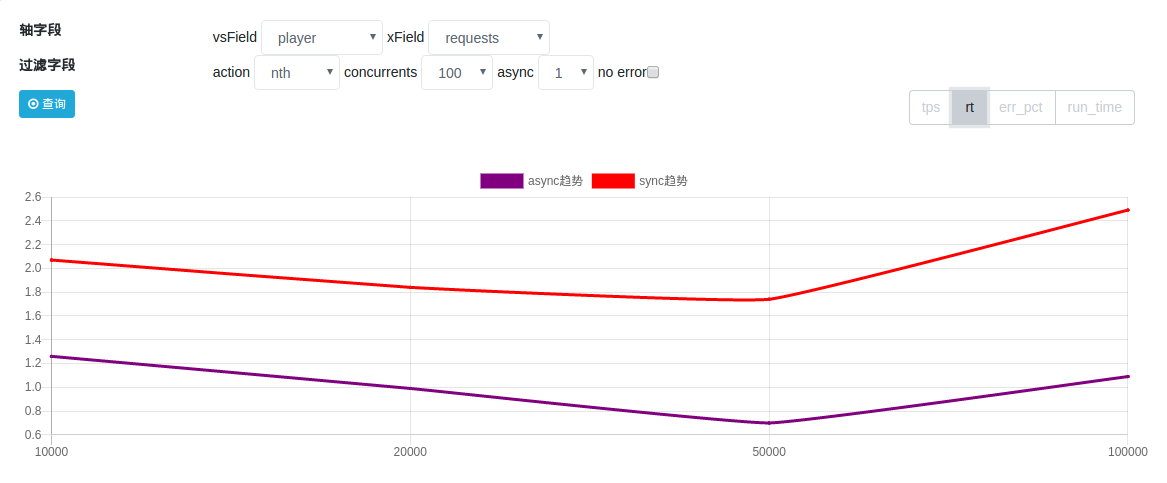 轴字段
vsField player xField requests
过滤字段
action nth concurrents 100 async 1 no error
查询
tps rt err_pct run_time
async趋势 sync趋势
2.6
2.4
2.2
2.0
1.8
1.6
1.4
1.2
1.0
0.8
0.6
10000 20000 50000 100000